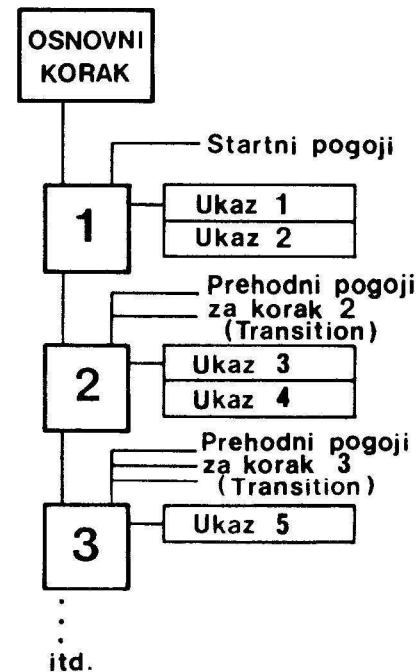 OSNOVNI
KORAK
Startni pogoji
1
Ukaz 1
Ukaz 2
Prehodni pogoji
za korak 2
(Transition)
2
Ukaz 3
Ukaz 4
Prehodni pogoji
za korak 3
(Transition)
3
Ukaz 5
itd.